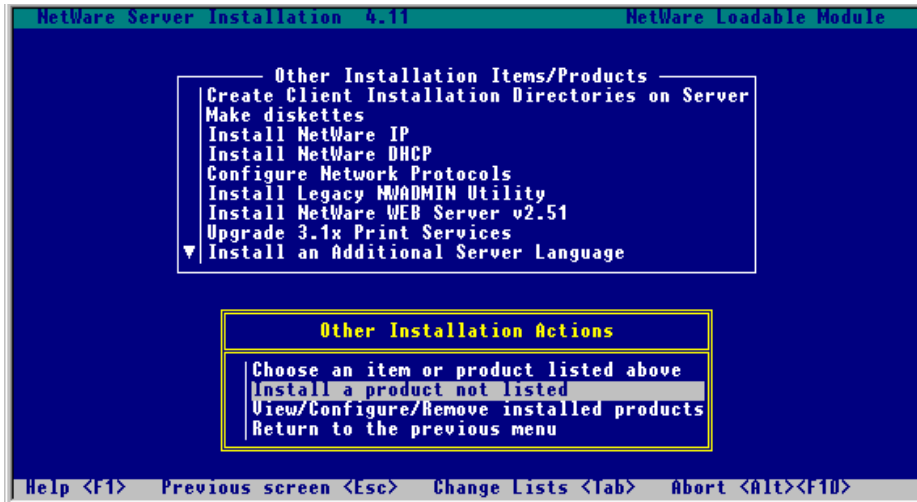 NetWare Server Installation 4.11 NetWare Loadable Module
Other Installation Items/Products
Create Client Installation Directories on Server
Make diskettes
Install NetWare IP
Install NetWare DHCP
Configure Network Protocols
Install Legacy NWADMIN Utility
Install NetWare WEB Server v2.51
Upgrade 3.1x Print Services
Install an Additional Server Language
Other Installation Actions
Choose an item or product listed above
Install a product not listed
View/Configure/Remove installed products
Return to the previous menu
Help <F1> Previous screen <Esc> Change Lists <Tab> Abort <Alt><F10>